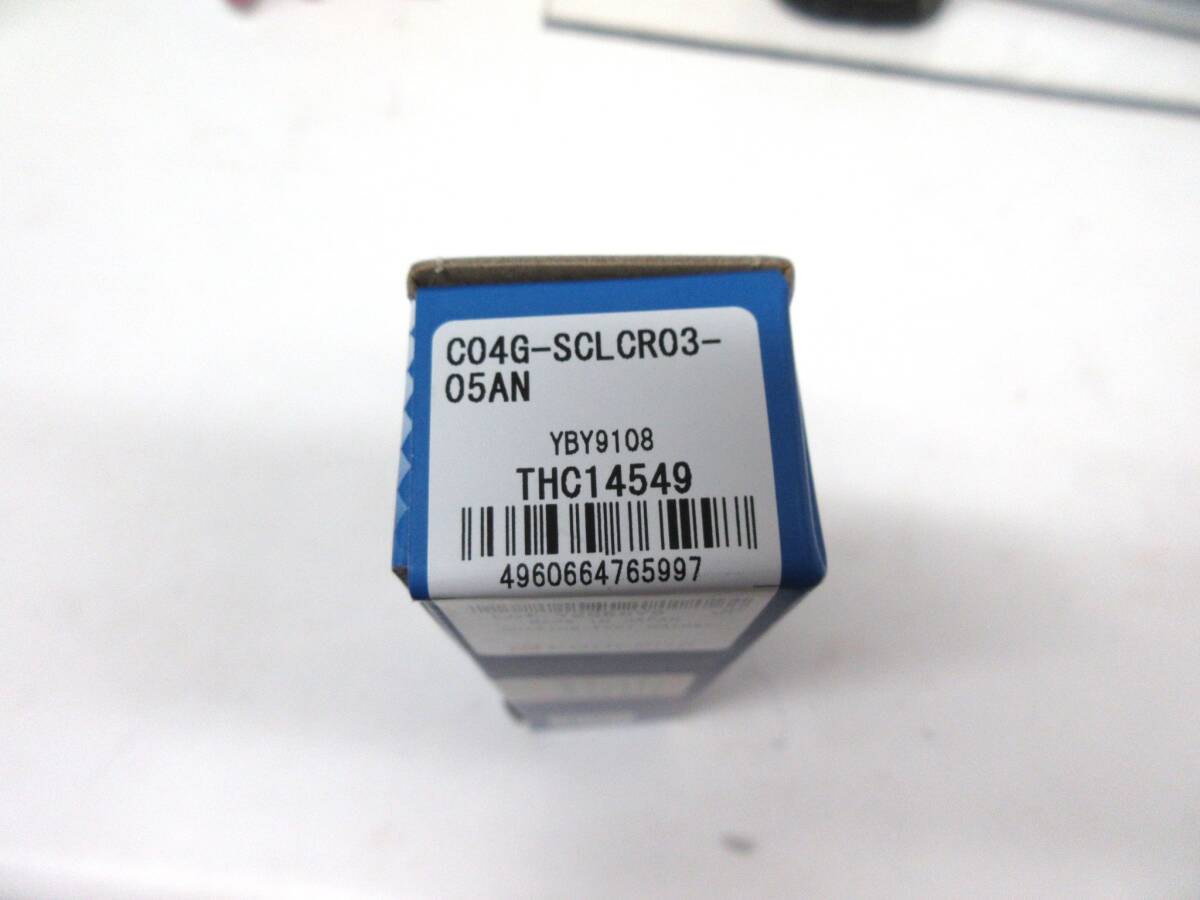 C04G-SCLCR03-
05AN
YBY9108
THC14549
4960664765997